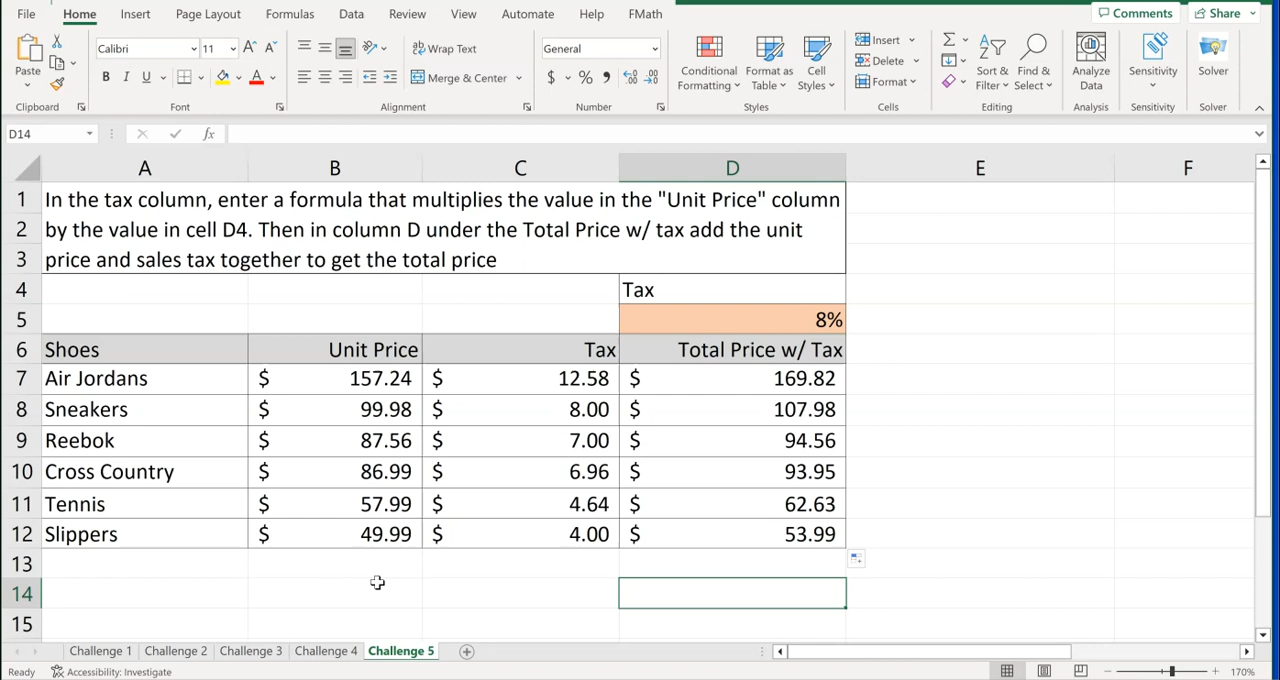 File Home Insert Page Layout Formulas Data Review View Automate Help FMath Comments Share
Calibri 11 A^ A˅ ab Wrap Text General Insert Σ
Paste B I U A Merge & Center $ % 9 Conditional Formatting Format as Table Cell Styles Delete Format Sort & Filter Find & Select Analyze Data Sensitivity Solver
Clipboard Font Alignment Number Styles Cells Editing Analysis Sensitivity Solver
D14 fx
A B C D E F
1 In the tax column, enter a formula that multiplies the value in the "Unit Price" column
2 by the value in cell D4. Then in column D under the Total Price w/ tax add the unit
3 price and sales tax together to get the total price
4 Tax
5 8%
6 Shoes Unit Price Tax Total Price w/ Tax
7 Air Jordans $ 157.24 $ 12.58 $ 169.82
8 Sneakers $ 99.98 $ 8.00 $ 107.98
9 Reebok $ 87.56 $ 7.00 $ 94.56
10 Cross Country $ 86.99 $ 6.96 $ 93.95
11 Tennis $ 57.99 $ 4.64 $ 62.63
12 Slippers $ 49.99 $ 4.00 $ 53.99
13
14
15
Challenge 1 Challenge 2 Challenge 3 Challenge 4 Challenge 5
Ready Accessibility: Investigate 170%